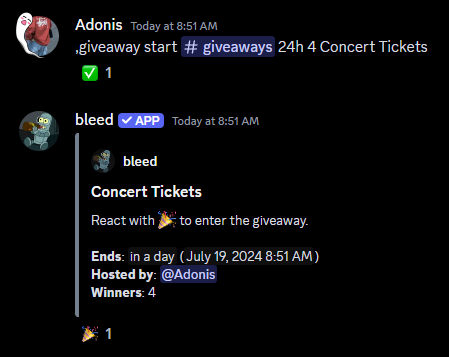 Adonis Today at 8:51 AM
,giveaway start # giveaways 24h 4 Concert Tickets
✅ 1
bleed ✓ APP Today at 8:51 AM
bleed
Concert Tickets
React with 🎉 to enter the giveaway.
Ends: in a day (July 19, 2024 8:51 AM)
Hosted by: @Adonis
Winners: 4
🎉 1